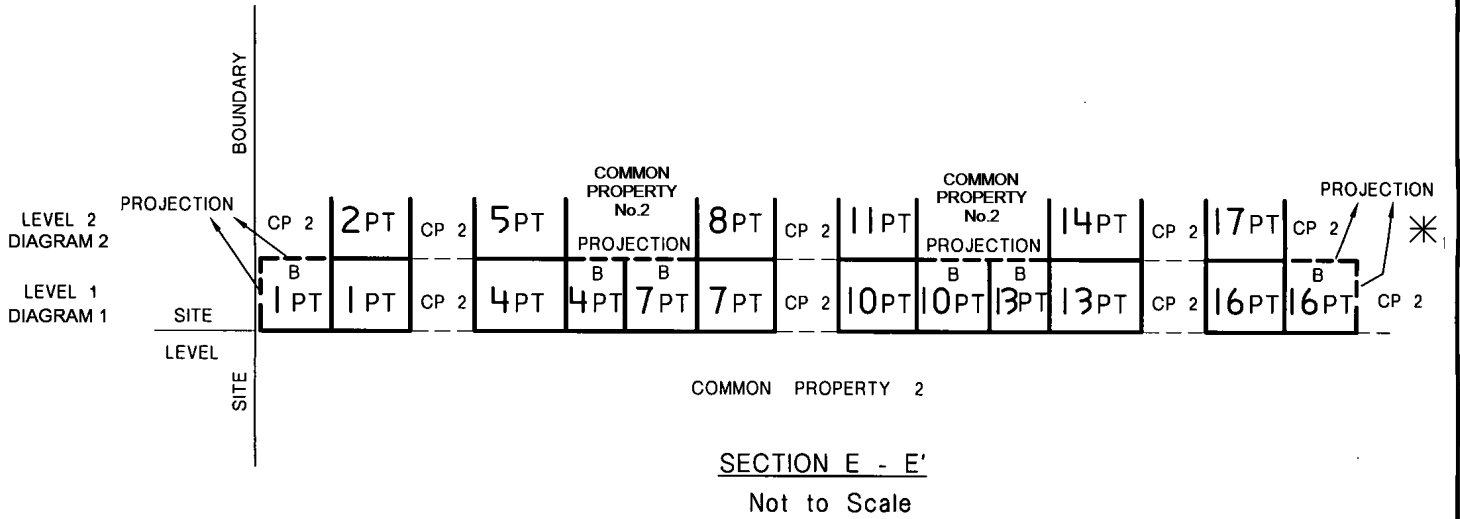 BOUNDARY
PROJECTION
LEVEL 2
DIAGRAM 2
CP 2
2PT
CP 2
5PT
COMMON
PROPERTY
No.2
PROJECTION
8PT
CP 2
11PT
COMMON
PROPERTY
No.2
PROJECTION
14PT
CP 2
17PT
CP 2
PROJECTION
1
LEVEL 1
DIAGRAM 1
B
1PT
1PT
CP 2
4PT
B
4PT
B
7PT
7PT
CP 2
10PT
B
10PT
B
13PT
13PT
CP 2
16PT
B
16PT
CP 2
SITE
LEVEL
SITE
COMMON PROPERTY 2
SECTION E - E'
Not to Scale